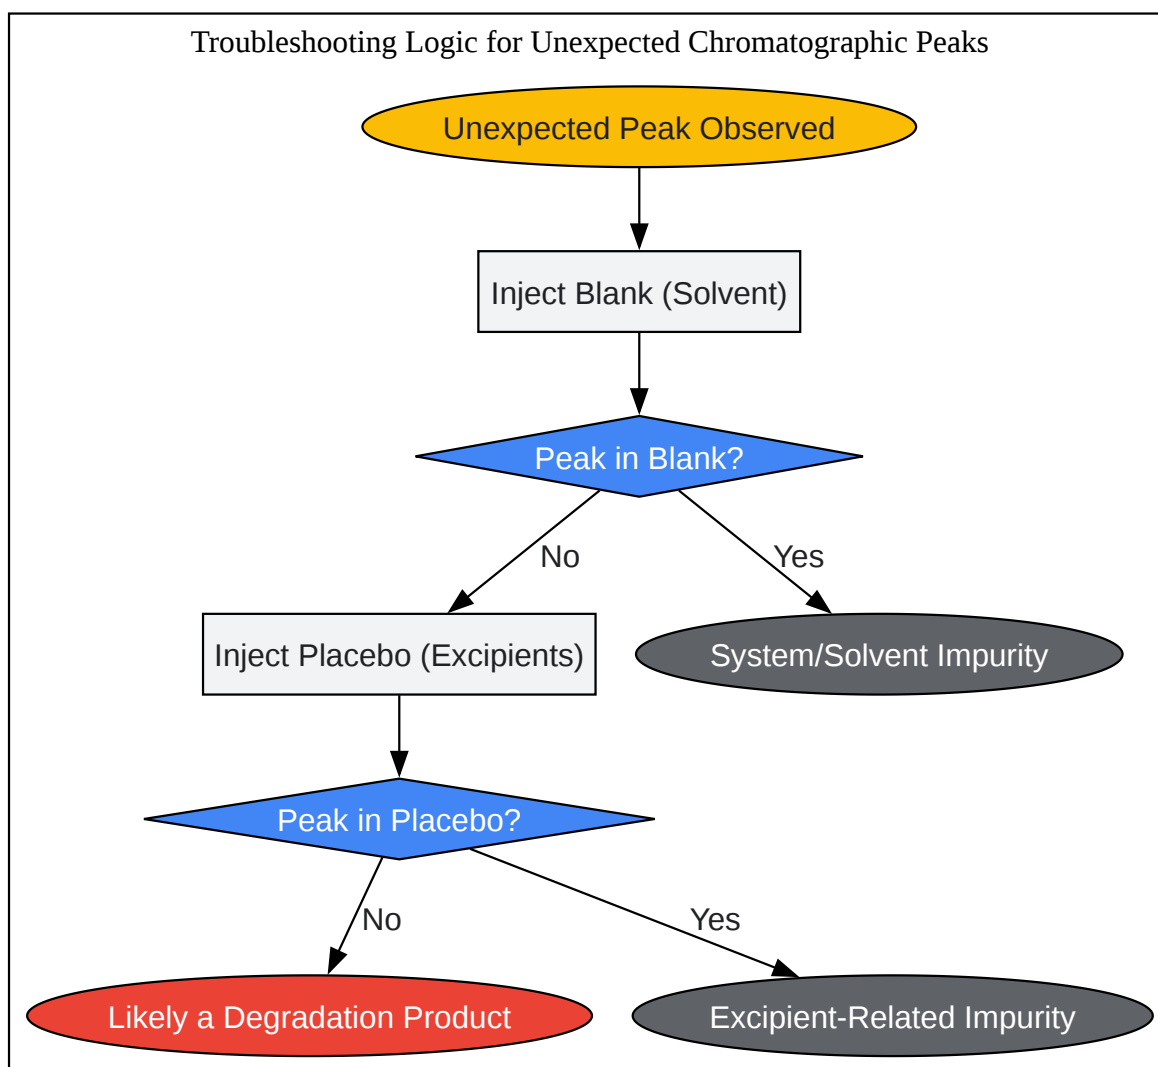 Troubleshooting Logic for Unexpected Chromatographic Peaks
Unexpected Peak Observed
Inject Blank (Solvent)
Peak in Blank?
No
Yes
Inject Placebo (Excipients)
System/Solvent Impurity
Peak in Placebo?
No
Yes
Likely a Degradation Product
Excipient-Related Impurity